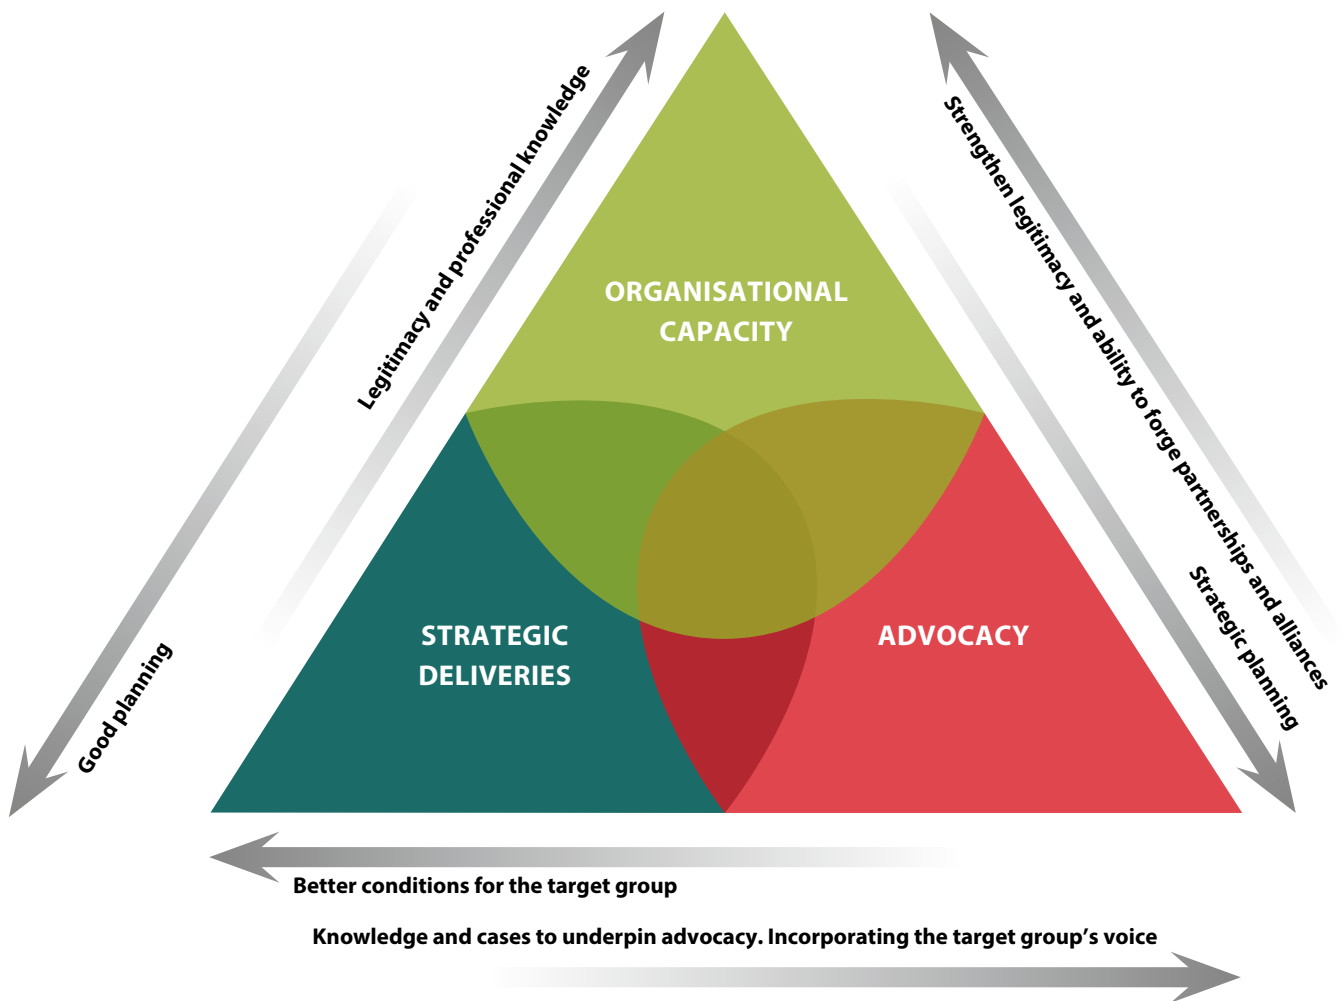 Legitimacy and professional knowledge
Strengthen legitimacy and ability to forge partnerships and alliances
ORGANISATIONAL
CAPACITY
Good planning
STRATEGIC
DELIVERIES
ADVOCACY
Strategic planning
Better conditions for the target group
Knowledge and cases to underpin advocacy. Incorporating the target group’s voice